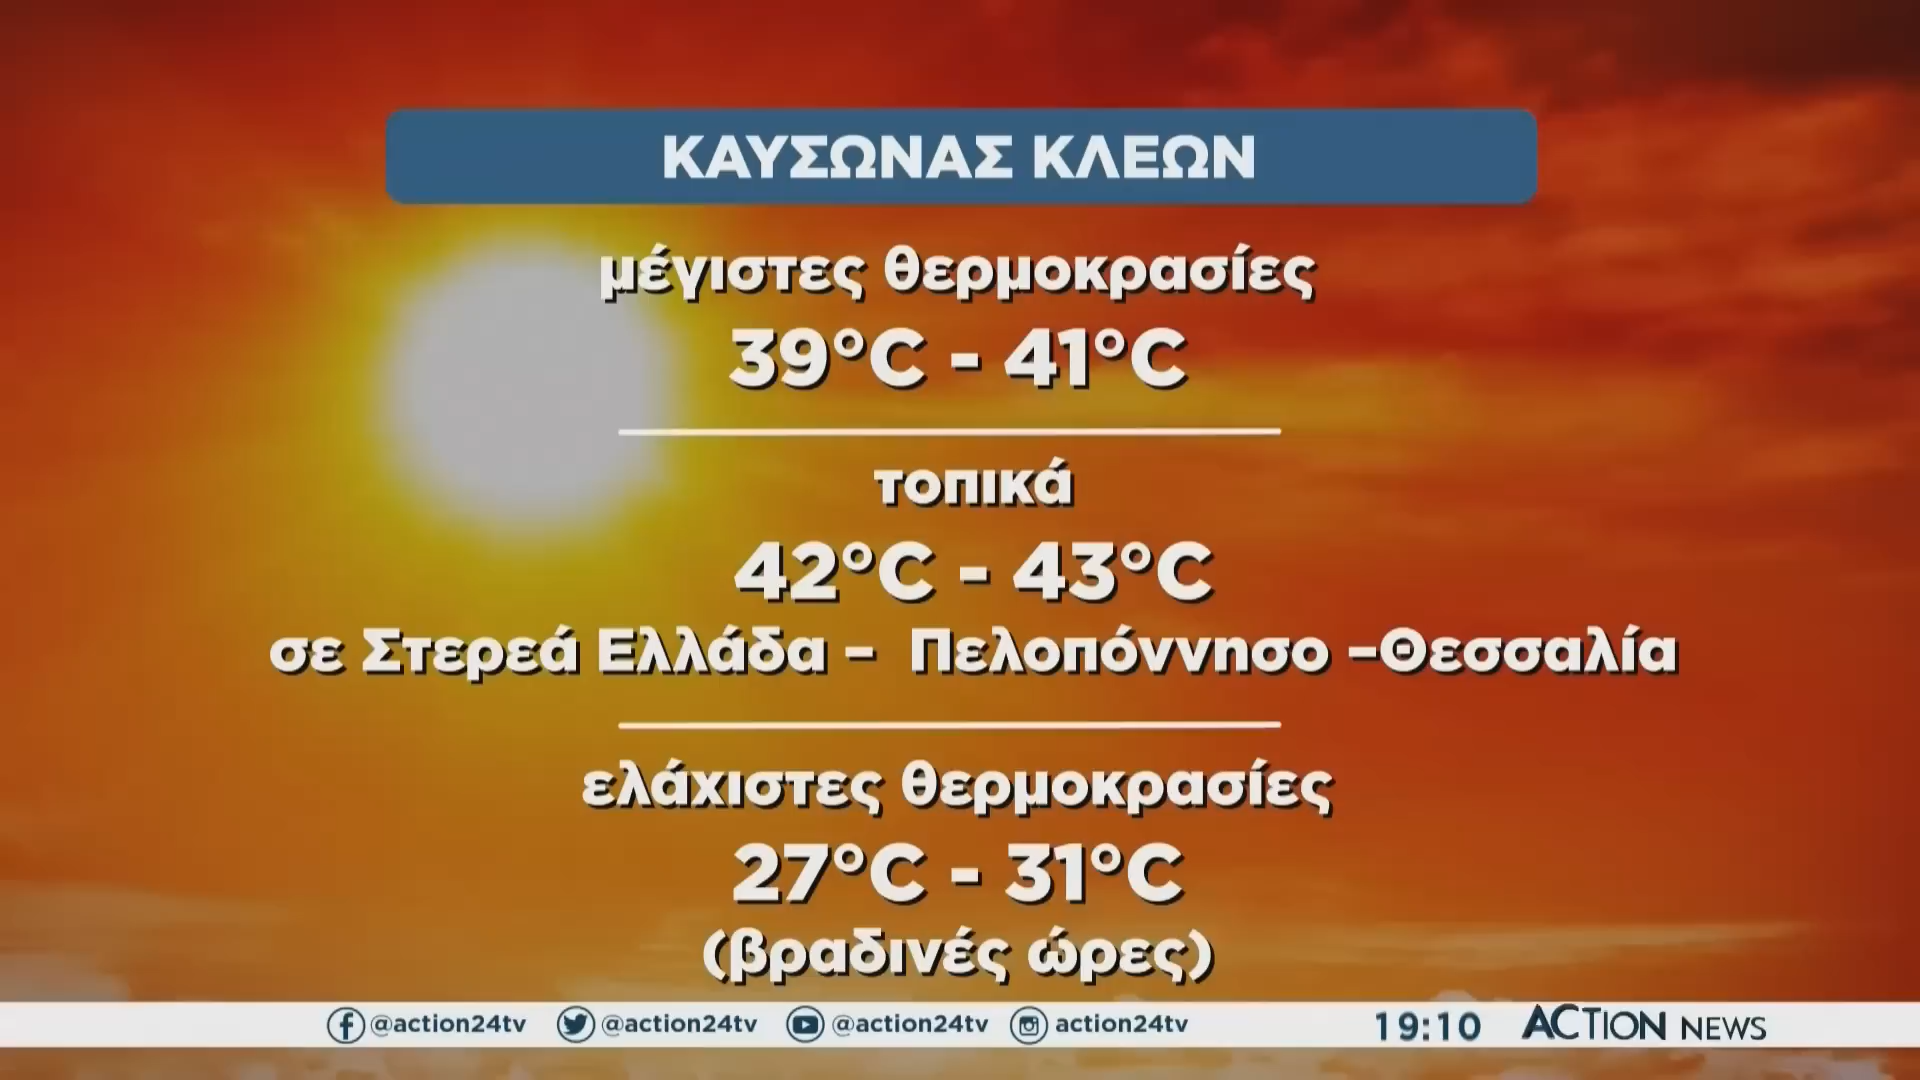 ΚΑΥΣΩΝΑΣ ΚΛΕΩΝ
μέγιστες θερμοκρασίες
39°C - 41°C
τοπικά
42°C - 43°C
σε Στερεά Ελλάδα – Πελοπόννησο –Θεσσαλία
ελάχιστες θερμοκρασίες
27°C - 31°C
(βραδινές ώρες)
@action24tv @action24tv @action24tv action24tv 19:10 ACTION NEWS